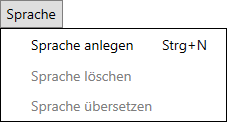 Sprache
Sprache anlegen Strg+N
Sprache löschen
Sprache übersetzen